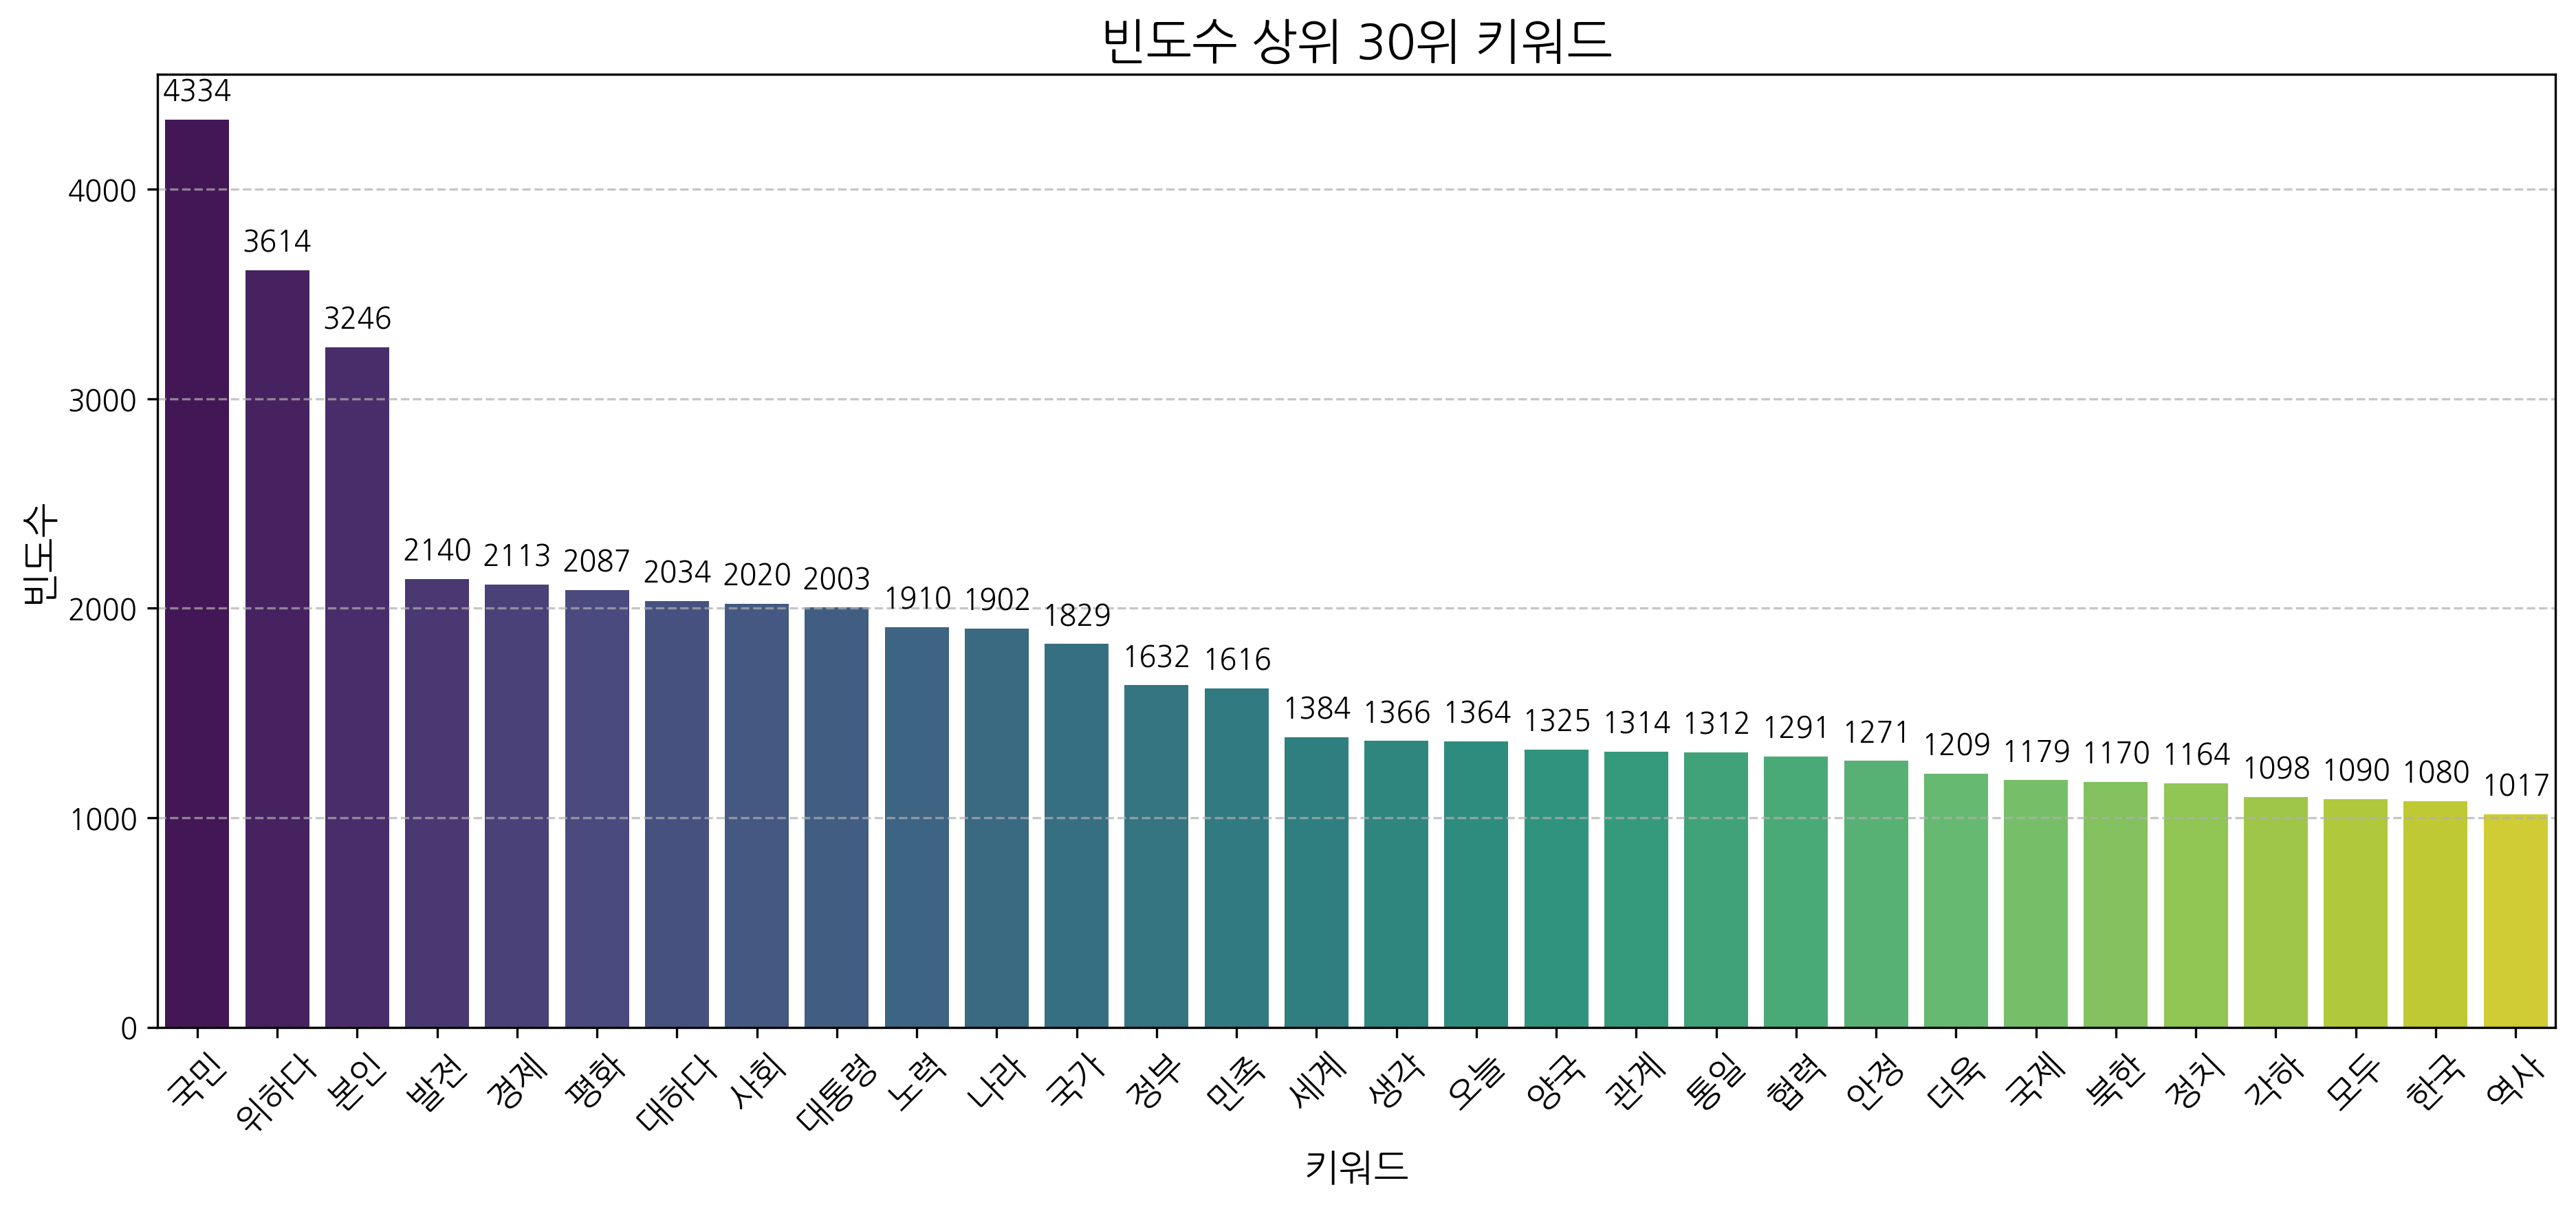 빈도수 상위 30위 키워드
빈도수
4000
3000
2000
1000
0
4334
3614
3246
2140
2113
2087
2034
2020
2003
1910
1902
1829
1632
1616
1384
1366
1364
1325
1314
1312
1291
1271
1209
1179
1170
1164
1098
1090
1080
1017
국민
위하다
본인
발전
경제
평화
대하다
사회
대통령
노력
나라
국가
정부
민족
세계
생각
오늘
양국
관계
통일
협력
안정
더욱
국제
북한
정치
각하
모두
한국
역사
키워드